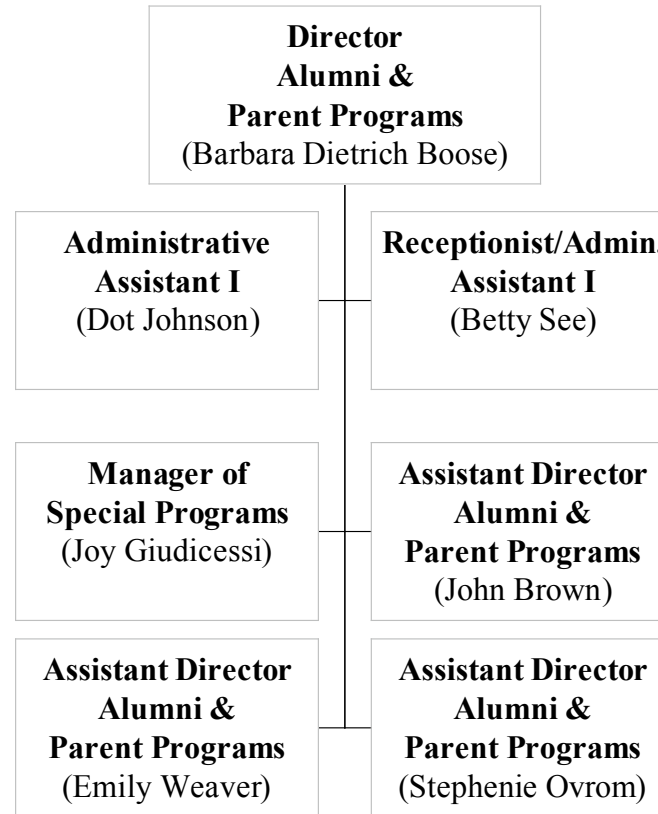 Director
Alumni &
Parent Programs
(Barbara Dietrich Boose)
Administrative
Assistant I
(Dot Johnson)
Receptionist/Admin.
Assistant I
(Betty See)
Manager of
Special Programs
(Joy Giudicessi)
Assistant Director
Alumni &
Parent Programs
(John Brown)
Assistant Director
Alumni &
Parent Programs
(Emily Weaver)
Assistant Director
Alumni &
Parent Programs
(Stephenie Ovrom)